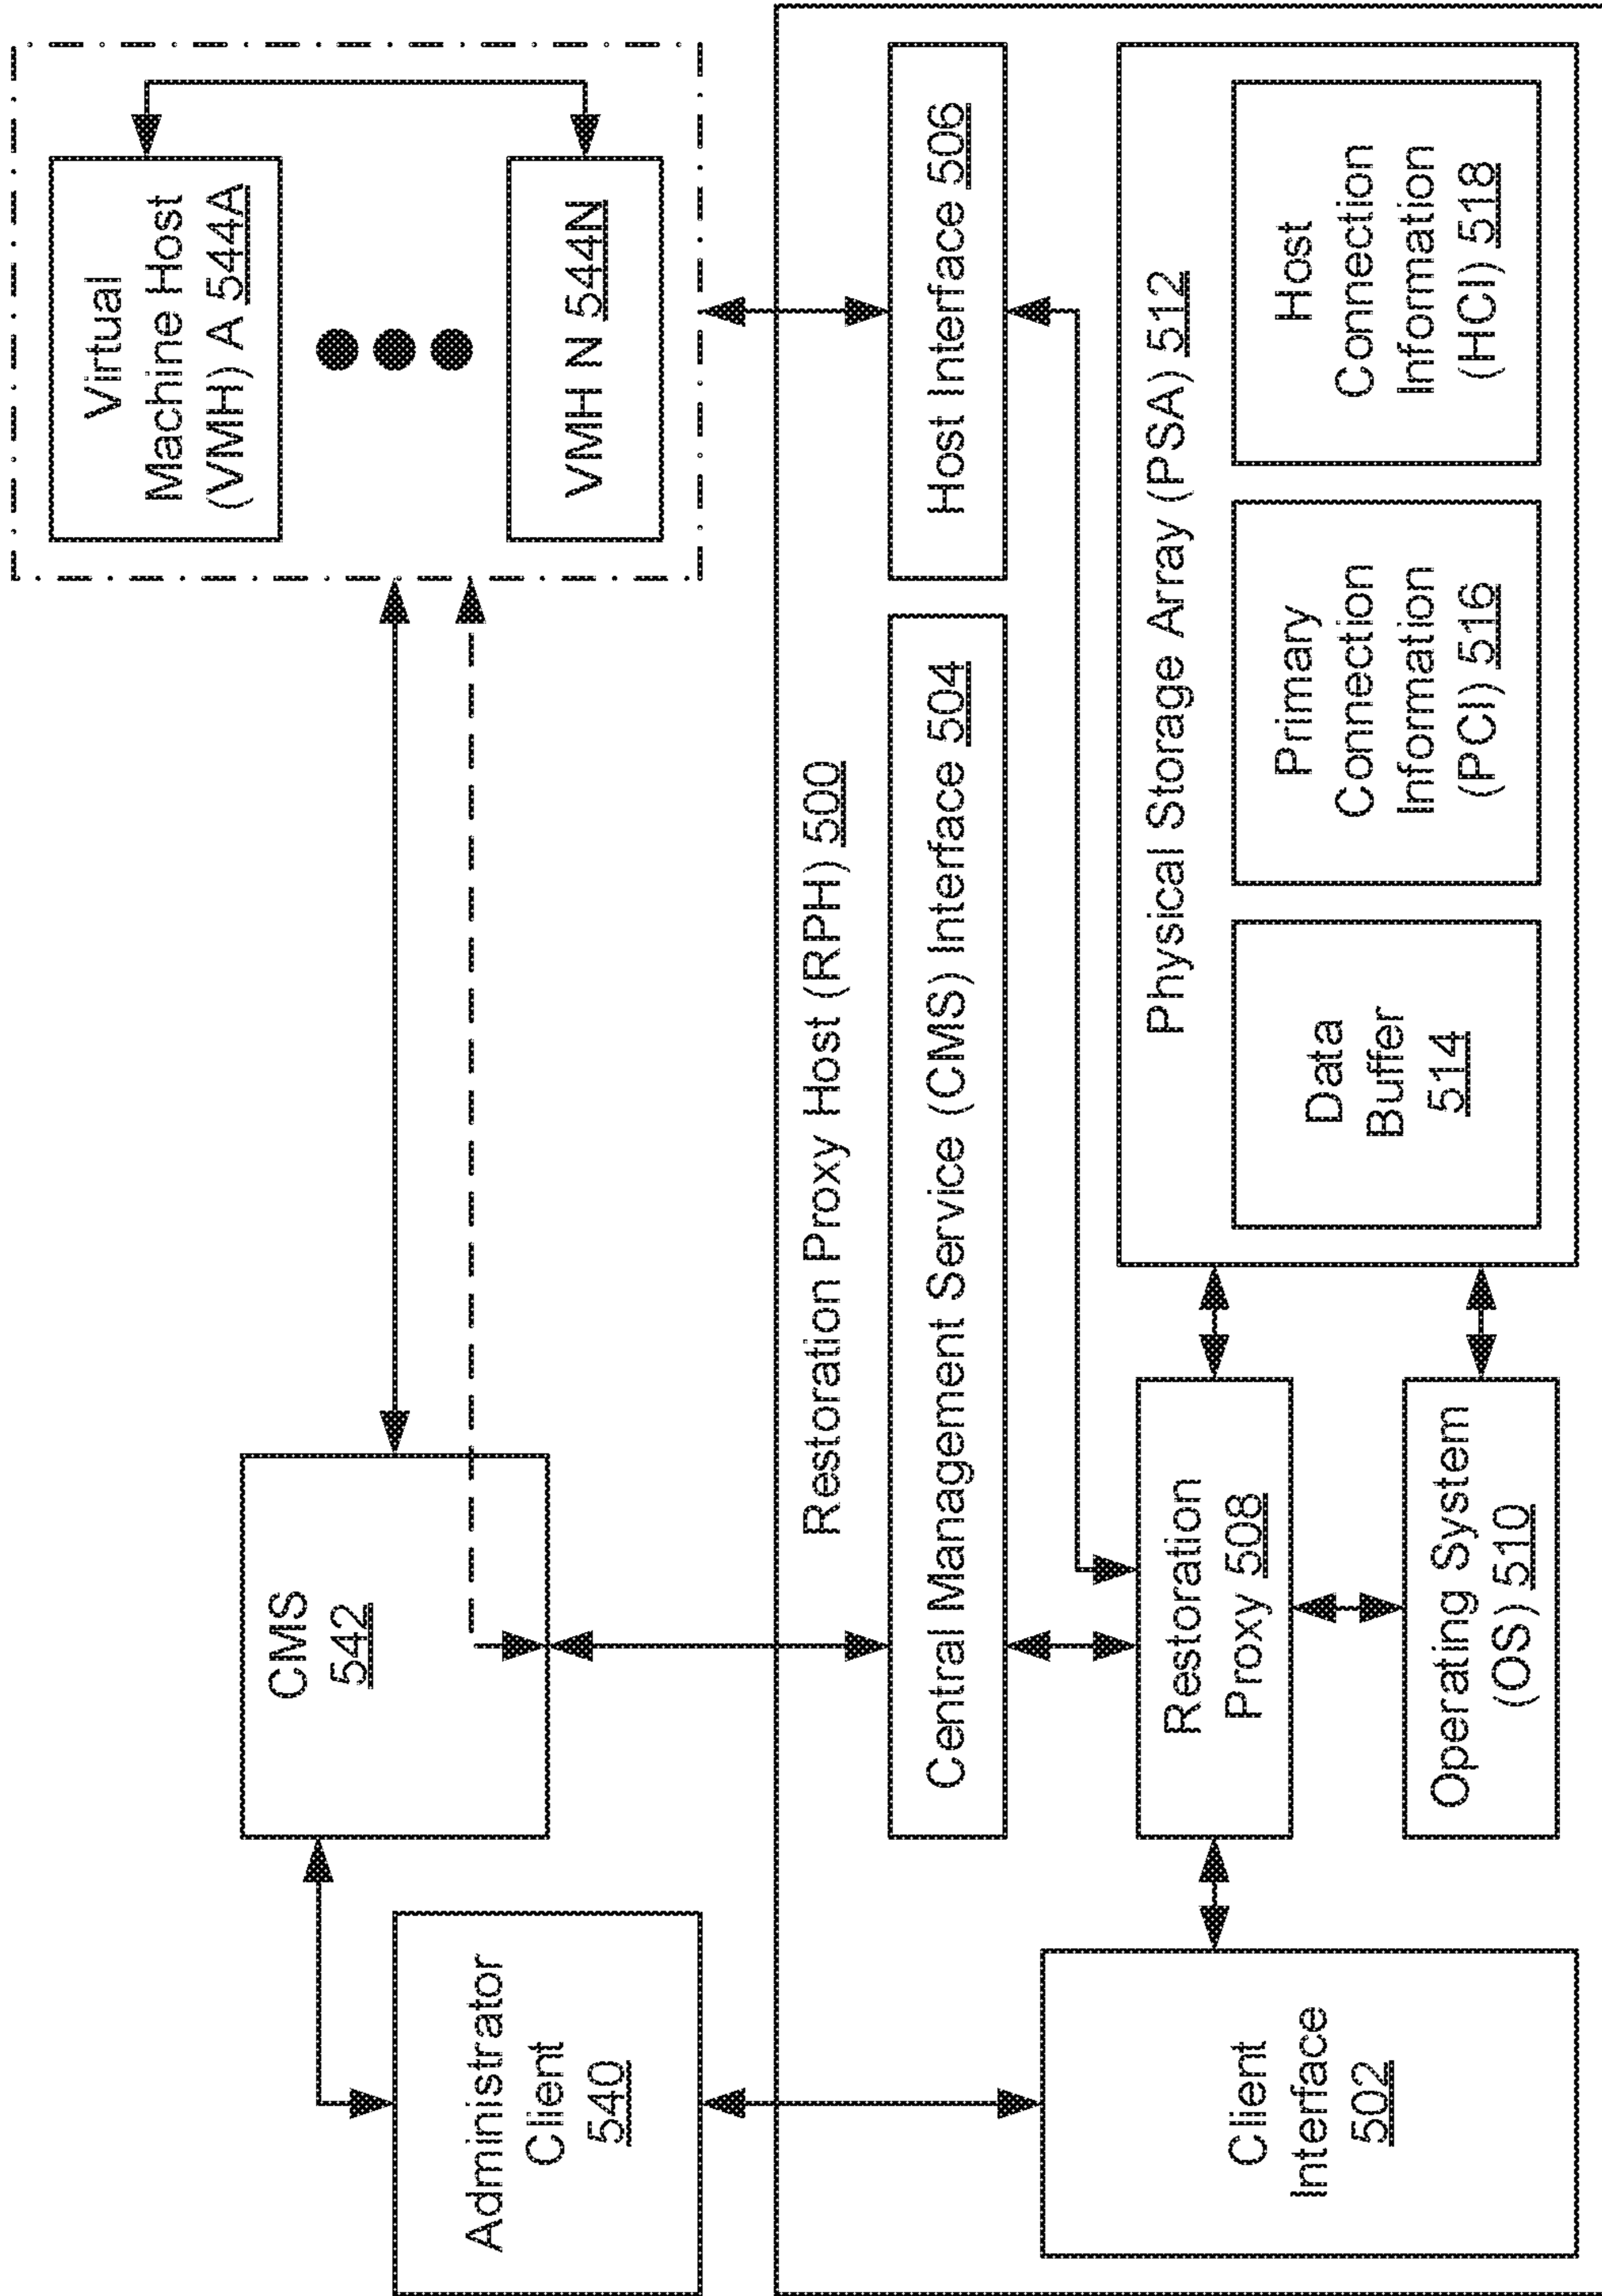 Administrator
Client
540
CMS
542
Virtual
Machine Host
(VMH) A 544A
VMH N 544N
Restoration Proxy Host (RPH) 500
Central Management Service (CMS) Interface 504
Host Interface 506
Client
Interface
502
Restoration
Proxy 508
Operating System
(OS) 510
Physical Storage Array (PSA) 512
Data
Buffer
514
Primary
Connection
Information
(PCI) 516
Host
Connection
Information
(HCI) 518